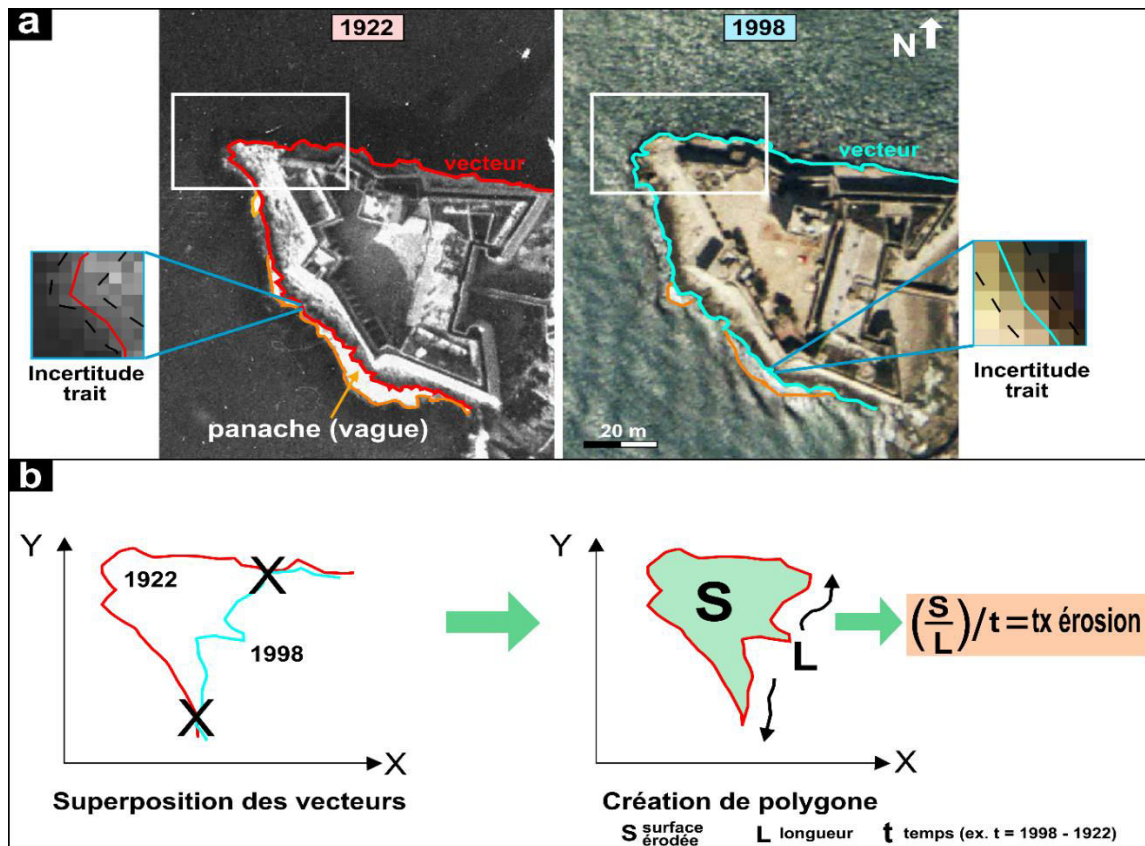 a
1922
1998
N
vecteur
vecteur
Incertitude
trait
Incertitude
trait
panache (vague)
20 m
b
Y
1922
X
1998
X
X
Superposition des vecteurs
Y
S
L
X
Création de polygone
S surface érodée L longueur t temps (ex. t = 1998 - 1922)
(S/L)/t = tx érosion